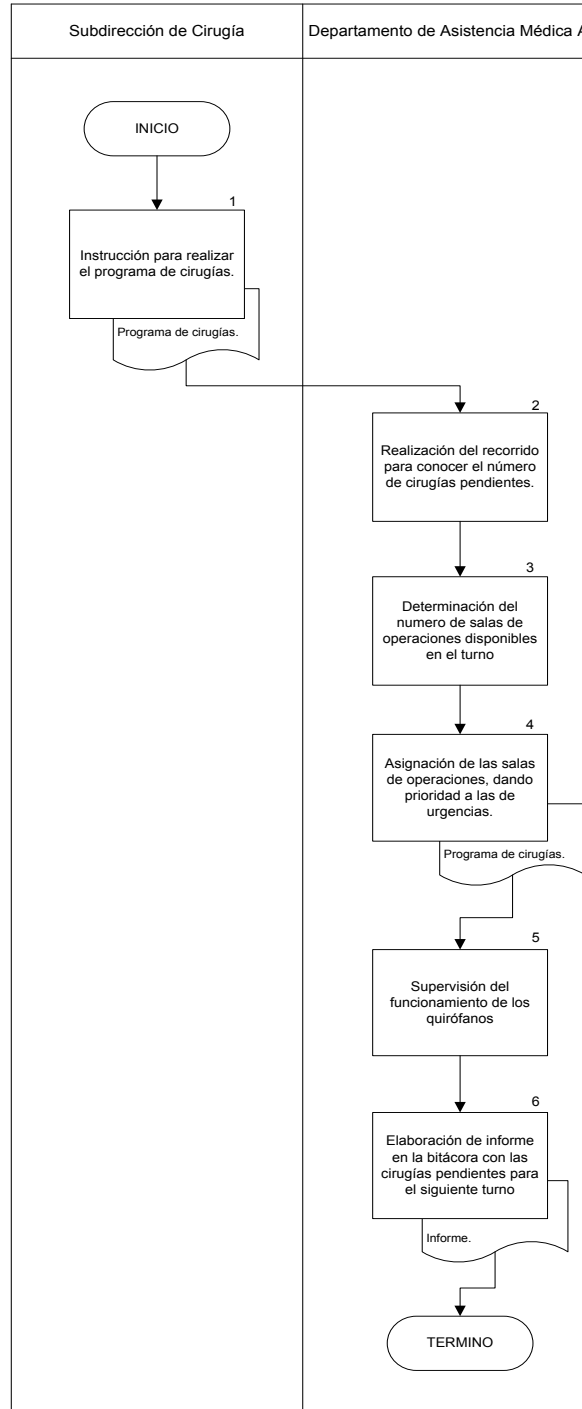 Subdirección de Cirugía
Departamento de Asistencia Médica A
INICIO
1
Instrucción para realizar
el programa de cirugías.
Programa de cirugías.
2
Realización del recorrido
para conocer el número
de cirugías pendientes.
3
Determinación del
numero de salas de
operaciones disponibles
en el turno
4
Asignación de las salas
de operaciones, dando
prioridad a las de
urgencias.
Programa de cirugías.
5
Supervisión del
funcionamiento de los
quirófanos
6
Elaboración de informe
en la bitácora con las
cirugías pendientes para
el siguiente turno
Informe.
TERMINO